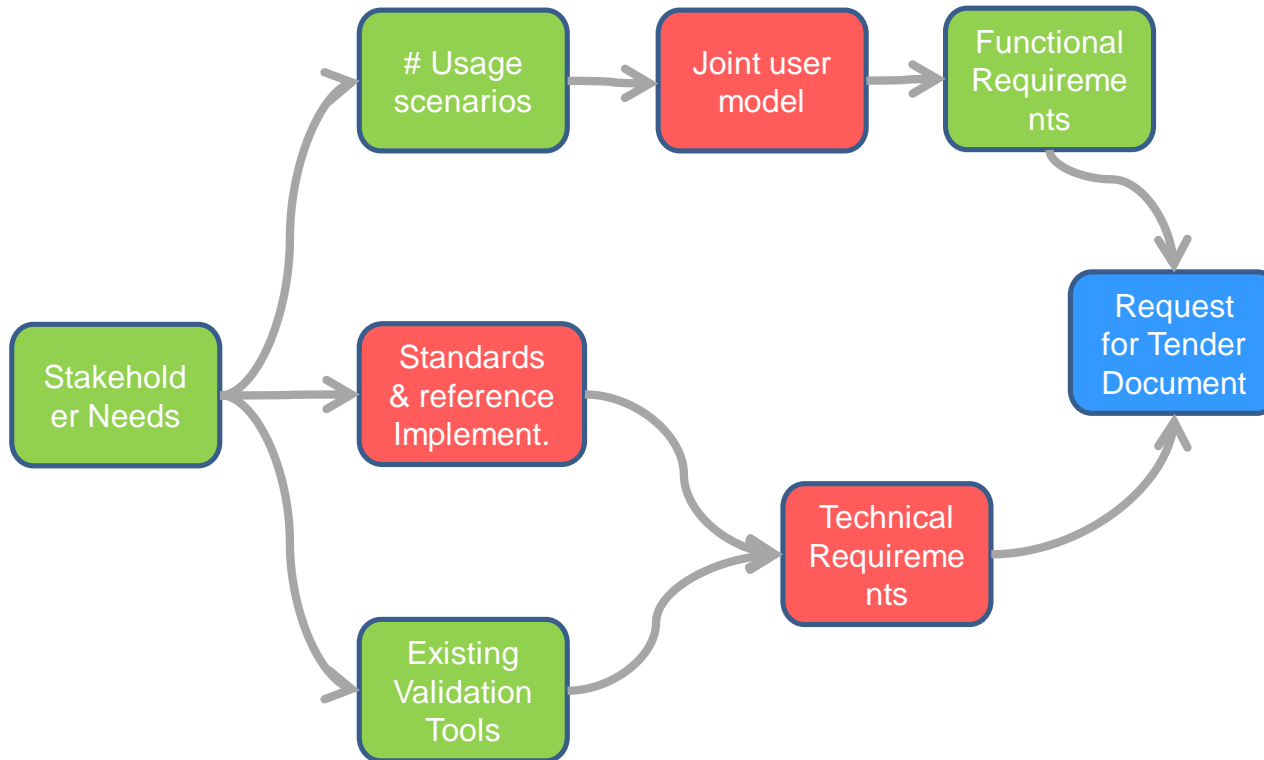 # Usage
scenarios
Joint user
model
Functional
Requireme
nts
Stakehold
er Needs
Standards
& reference
Implement.
Request
for Tender
Document
Technical
Requireme
nts
Existing
Validation
Tools